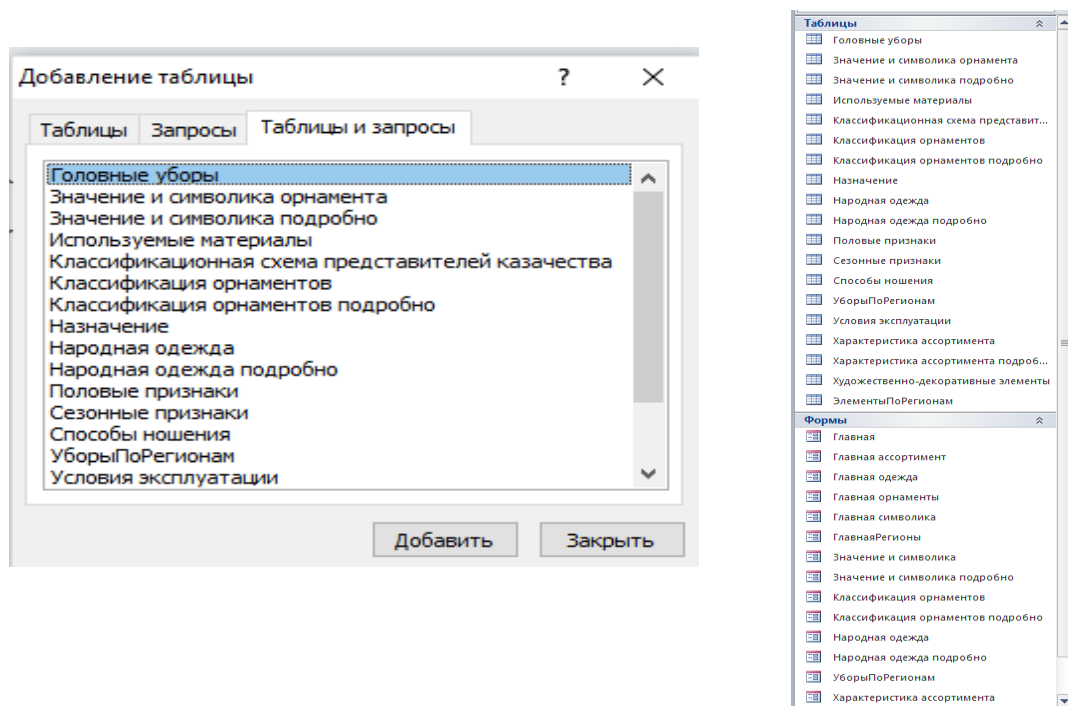 Добавление таблицы ?
Таблицы Запросы Таблицы и запросы
Головные уборы
Значение и символика орнамента
Значение и символика подробно
Используемые материалы
Классификационная схема представителей казачества
Классификация орнаментов
Классификация орнаментов подробно
Назначение
Народная одежда
Народная одежда подробно
Половые признаки
Сезонные признаки
Способы ношения
УборыПоРегионам
Условия эксплуатации
Добавить Закрыть
Таблицы
Головные уборы
Значение и символика орнамента
Значение и символика подробно
Используемые материалы
Классификационная схема представит...
Классификация орнаментов
Классификация орнаментов подробно
Назначение
Народная одежда
Народная одежда подробно
Половые признаки
Сезонные признаки
Способы ношения
УборыПоРегионам
Условия эксплуатации
Характеристика ассортимента
Характеристика ассортимента подроб...
Художественно-декоративные элементы
ЭлементыПоРегионам
Формы
Главная
Главная ассортимент
Главная одежда
Главная орнаменты
Главная символика
ГлавнаяРегионы
Значение и символика
Значение и символика подробно
Классификация орнаментов
Классификация орнаментов подробно
Народная одежда
Народная одежда подробно
УборыПоРегионам
Характеристика ассортимента